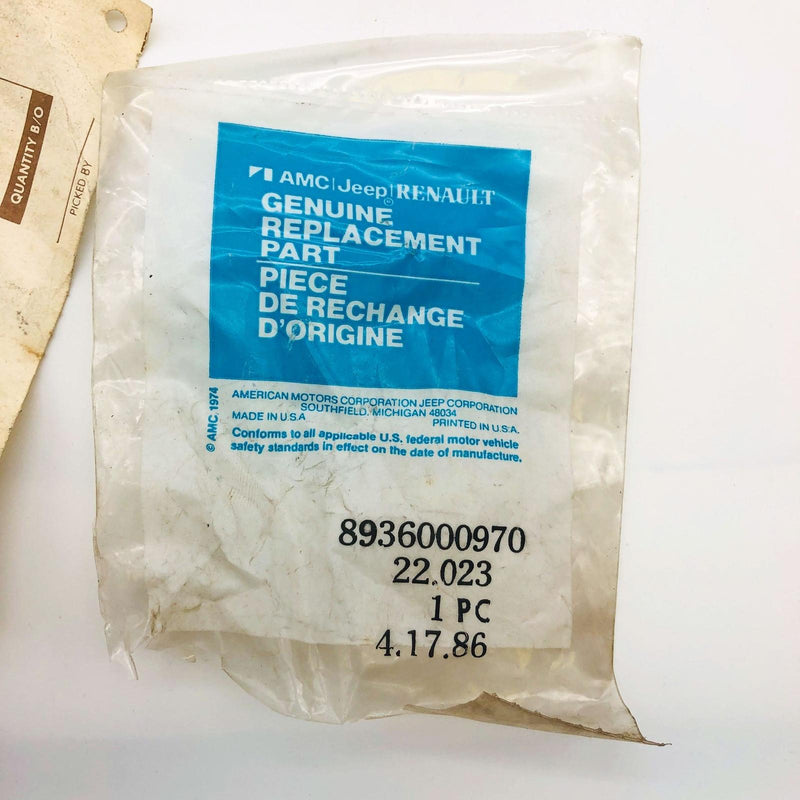 QUANTITY B/O
PICKED BY
AMC|Jeep|RENAULT
®
GENUINE
REPLACEMENT
PART
PIECE
DE RECHANGE
D'ORIGINE
© AMC, 1974
AMERICAN MOTORS CORPORATION JEEP CORPORATION
SOUTHFIELD, MICHIGAN 48034
MADE IN U.S.A PRINTED IN U.S.A.
Conforms to all applicable U.S. federal motor vehicle
safety standards in effect on the date of manufacture.
8936000970
22.023
1 PC
4.17.86